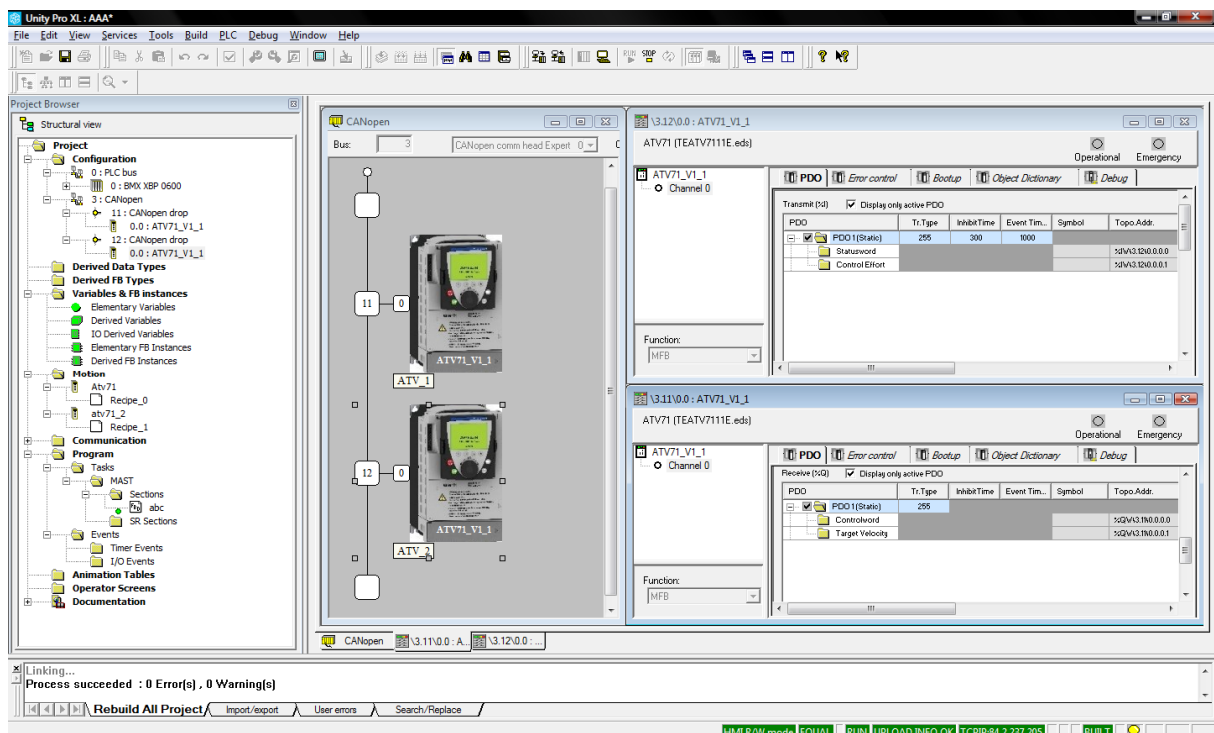 Unity Pro XL : AAA*
File Edit View Services Tools Build PLC Debug Window Help
Project Browser
Structural view
Project
Configuration
0 : PLC bus
0 : BMX XBP 0600
3 : CANopen
11 : CANopen drop
0.0 : ATV71_V1_1
12 : CANopen drop
0.0 : ATV71_V1_1
Derived Data Types
Derived FB Types
Variables & FB instances
Elementary Variables
Derived Variables
IO Derived Variables
Elementary FB Instances
Derived FB Instances
Motion
Atv71
Recipe_0
atv71_2
Recipe_1
Communication
Program
Tasks
MAST
Sections
abc
SR Sections
Events
Timer Events
I/O Events
Animation Tables
Operator Screens
Documentation
CANopen
Bus: 3 CANopen comm head Expert 0
11 0
ATV71_V1_1
ATV_1
12 0
ATV71_V1_1
ATV_2
\3.12\0.0 : ATV71_V1_1
ATV71 (TEATV7111E.eds)
Operational Emergency
ATV71_V1_1
Channel 0
Function:
MFB
PDO Error control Bootup Object Dictionary Debug
Transmit (%I) Display only active PDO
PDO Tr.Type InhibitTime Event Tim... Symbol Topo.Addr.
PDO 1 (Static) 255 300 1000
Statusword %IW\3.12\0.0.0.0
Control Effort %IW\3.12\0.0.0.1
\3.11\0.0 : ATV71_V1_1
ATV71 (TEATV7111E.eds)
Operational Emergency
ATV71_V1_1
Channel 0
Function:
MFB
PDO Error control Bootup Object Dictionary Debug
Receive (%Q) Display only active PDO
PDO Tr.Type InhibitTime Event Tim... Symbol Topo.Addr.
PDO 1 (Static) 255
Controlword %QW\3.11\0.0.0.0
Target Velocity %QW\3.11\0.0.0.1
CANopen \3.11\0.0 : A... \3.12\0.0 : ...
Linking...
Process succeeded : 0 Error(s) , 0 Warning(s)
Rebuild All Project Import/export User errors Search/Replace
HMI R/W mode EQUAL RUN UPLOAD INFO OK TCPIP:84.2.237.205 BUILT